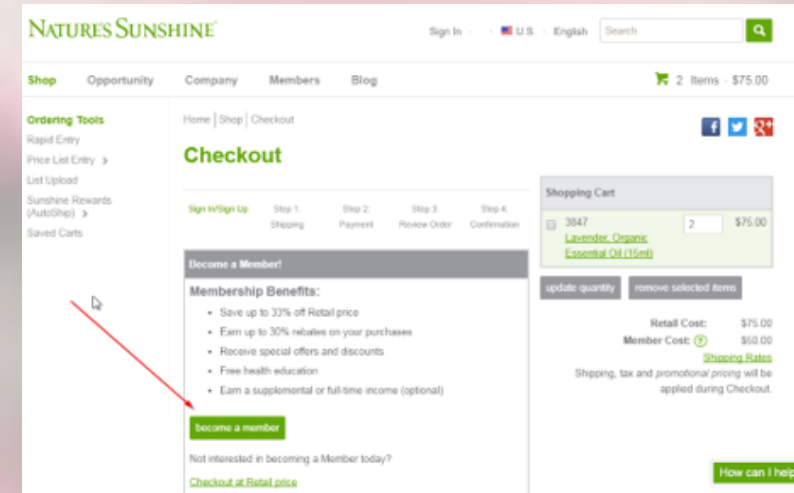 NATURE'S SUNSHINE
Sign In
U.S.
English
Search
Shop
Opportunity
Company
Members
Blog
2 Items - $75.00
Ordering Tools
Rapid Entry
Price List Entry >
List Upload
Sunshine Rewards
(AutoShip) >
Saved Carts
Home | Shop | Checkout
Checkout
Sign In/Sign Up
Step 1:
Shipping
Step 2:
Payment
Step 3:
Review Order
Step 4:
Confirmation
Become a Member!
Membership Benefits:
• Save up to 33% off Retail price
• Earn up to 30% rebates on your purchases
• Receive special offers and discounts
• Free health education
• Earn a supplemental or full-time income (optional)
become a member
Not interested in becoming a Member today?
Checkout at Retail price
Shopping Cart
3847
2
$75.00
Lavender, Organic
Essential Oil (15ml)
update quantity
remove selected items
Retail Cost: $75.00
Member Cost: ? $50.00
Shipping Rates
Shipping, tax and promotional pricing will be
applied during Checkout.
How can I help